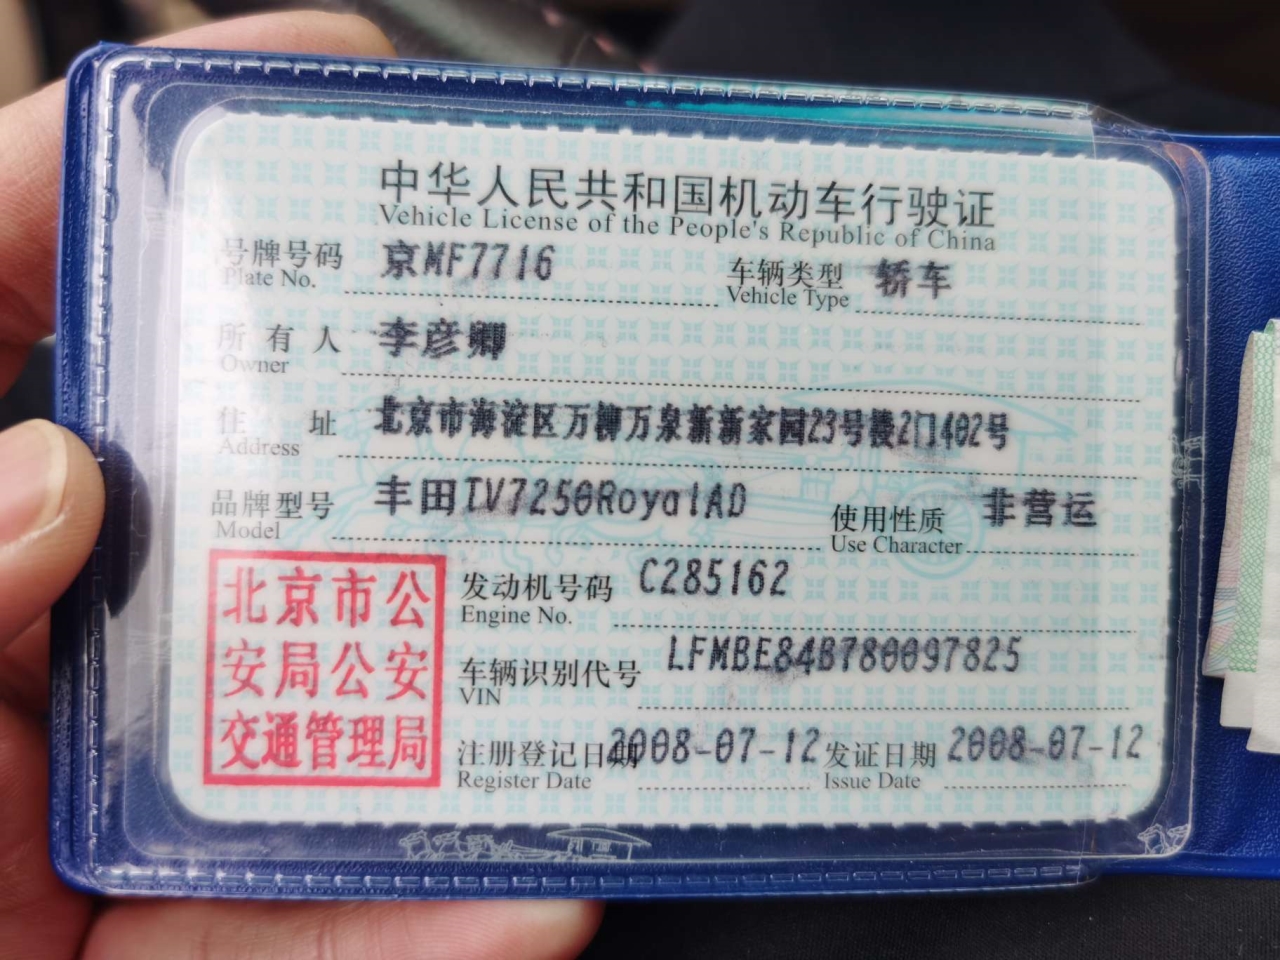 中华人民共和国机动车行驶证
Vehicle License of the People's Republic of China
号牌号码 京MF7716 车辆类型 轿车
Plate No. Vehicle Type
所有人 李彦卿
Owner
住址 北京市海淀区万柳万泉新新家园23号楼2门402号
Address
品牌型号 丰田TV7250RoyalAD 使用性质 非营运
Model Use Character
北京市公
安局公安
交通管理局
发动机号码 C285162
Engine No.
车辆识别代号 LFMBE84B780097825
VIN
注册登记日期 2008-07-12 发证日期 2008-07-12
Register Date Issue Date